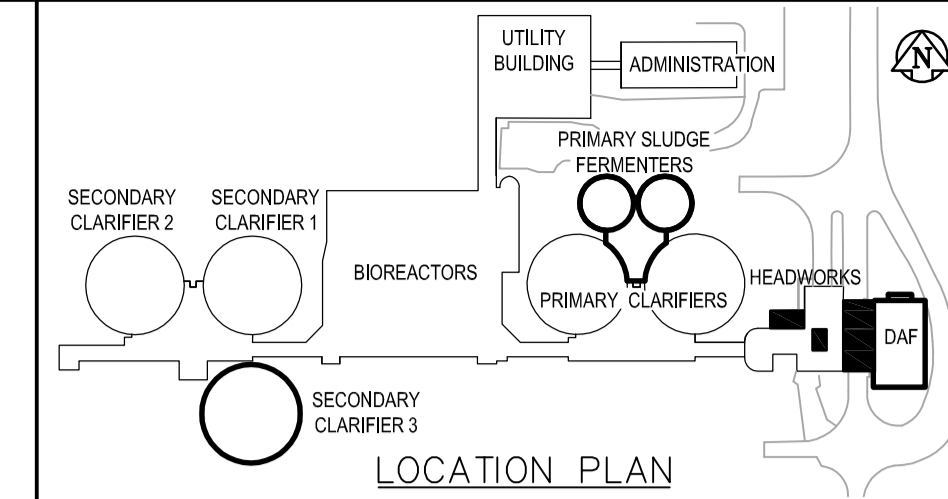 UTILITY
BUILDING
ADMINISTRATION
N
PRIMARY SLUDGE
FERMENTERS
SECONDARY
CLARIFIER 2
SECONDARY
CLARIFIER 1
BIOREACTORS
PRIMARY CLARIFIERS
HEADWORKS
DAF
SECONDARY
CLARIFIER 3
LOCATION PLAN